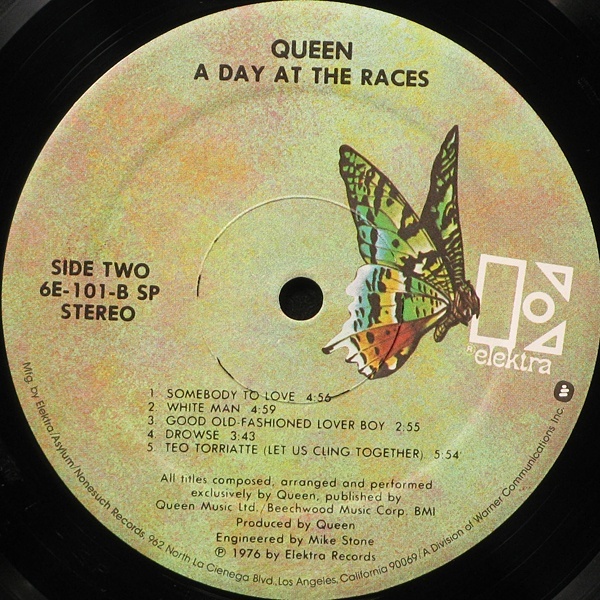 QUEEN
A DAY AT THE RACES
SIDE TWO
6E-101-B SP
STEREO
elektra
1 SOMEBODY TO LOVE 4:56
2 WHITE MAN 4:59
3 GOOD OLD-FASHIONED LOVER BOY 2:55
4 DROWSE 3:43
5. TEO TORRIATTE (LET US CLING TOGETHER) 5:54
All titles composed, arranged and performed
exclusively by Queen, published by
Queen Music Ltd./Beechwood Music Corp. BMI
Produced by Queen
Engineered by Mike Stone
℗ 1976 by Elektra Records
Mfg. by Elektra/Asylum/Nonesuch Records, 962 North La Cienega Blvd., Los Angeles, California 90069/A Division of Warner Communications Inc.